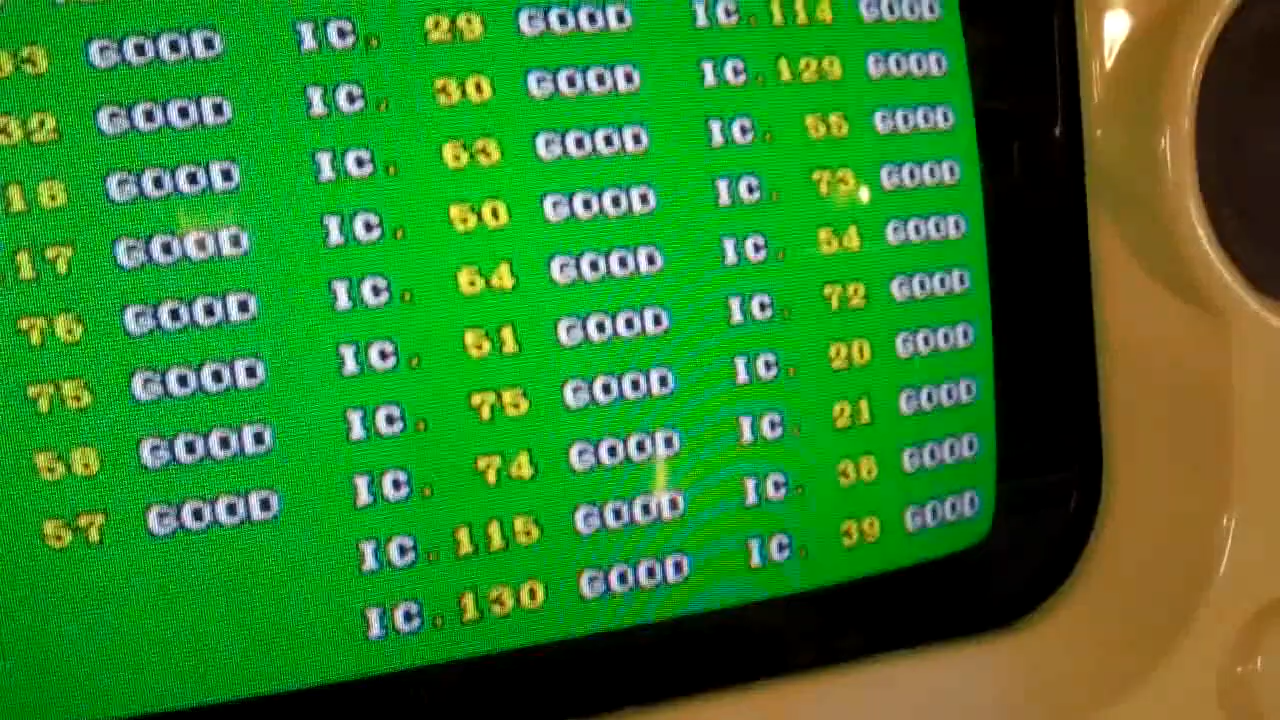 GOOD IC. 29 GOOD IC.114 GOOD
32 GOOD IC. 30 GOOD IC.129 GOOD
18 GOOD IC. 63 GOOD IC. 55 GOOD
17 GOOD IC. 50 GOOD IC. 73 GOOD
76 GOOD IC. 64 GOOD IC. 54 GOOD
75 GOOD IC. 51 GOOD IC. 72 GOOD
58 GOOD IC. 75 GOOD IC. 20 GOOD
57 GOOD IC. 74 GOOD IC. 21 GOOD
IC.115 GOOD IC. 38 GOOD
IC.130 GOOD IC. 39 GOOD